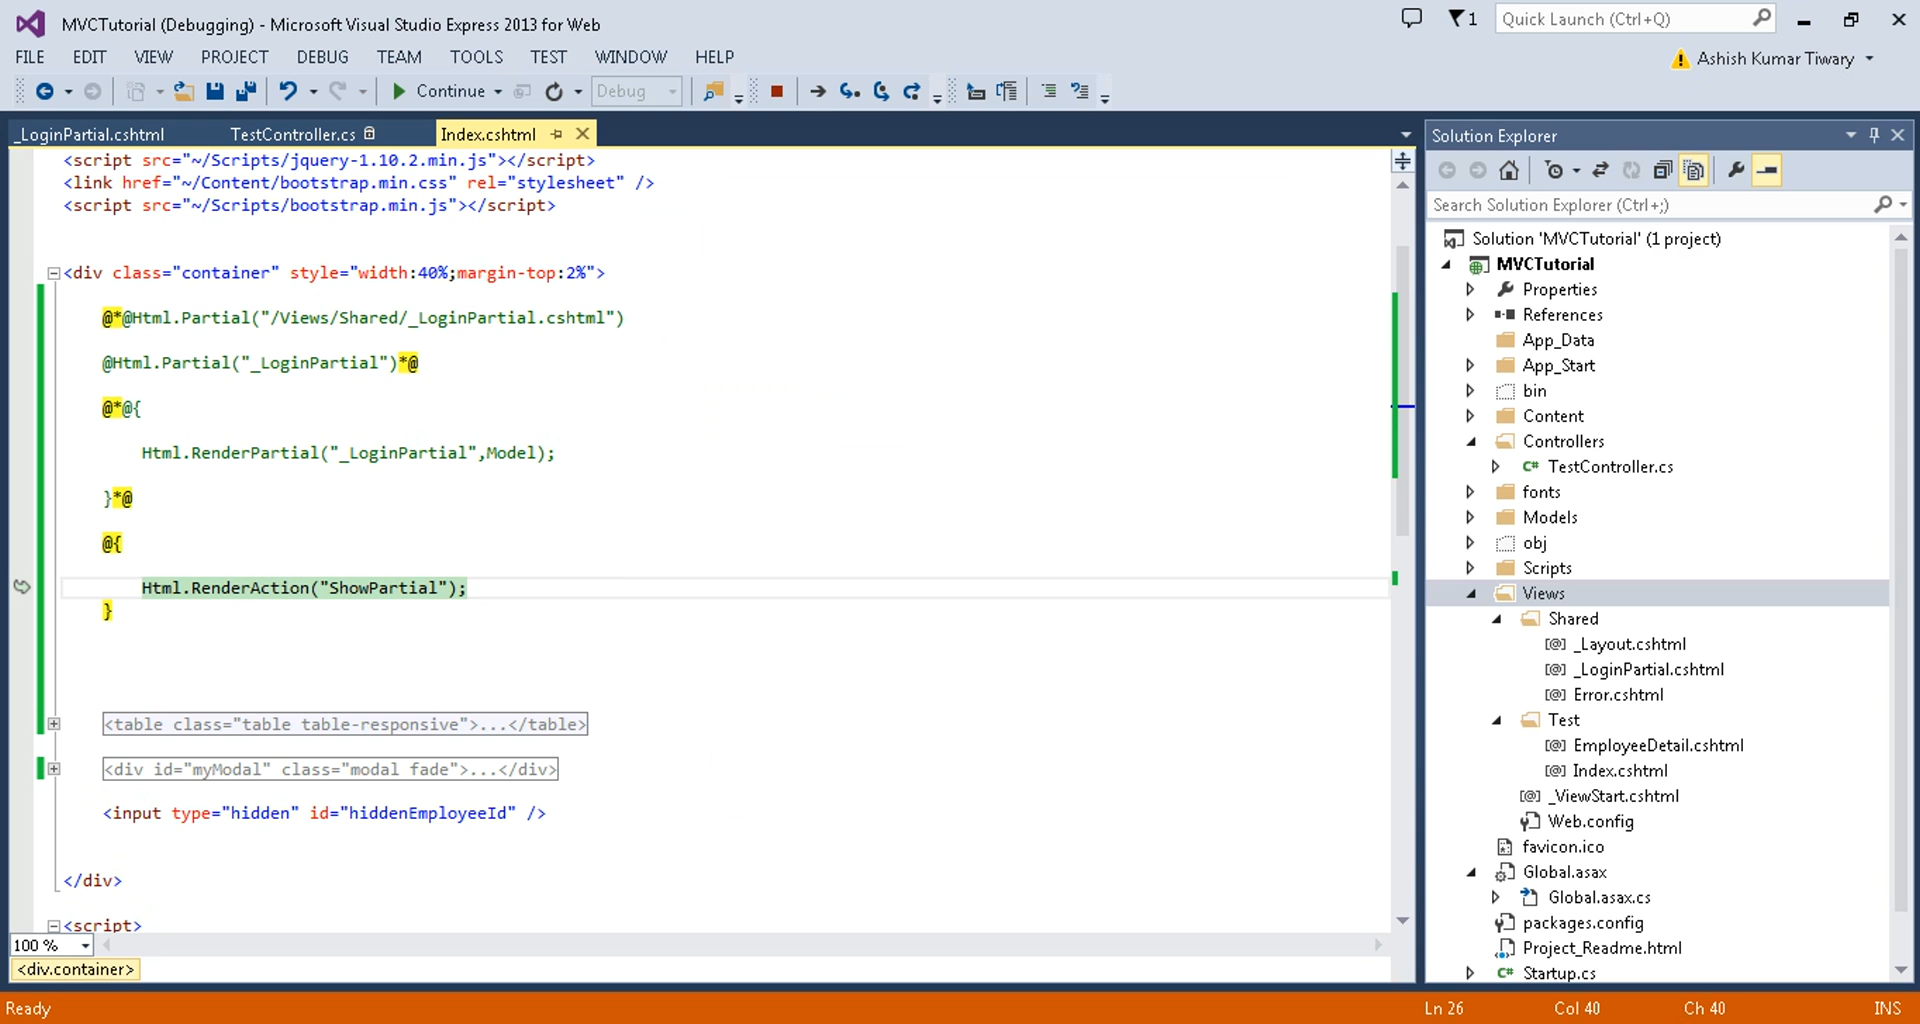 MVCTutorial (Debugging) - Microsoft Visual Studio Express 2013 for Web
1
Quick Launch (Ctrl+Q)
FILE EDIT VIEW PROJECT DEBUG TEAM TOOLS TEST WINDOW HELP
Ashish Kumar Tiwary
Continue Debug
_LoginPartial.cshtml TestController.cs Index.cshtml
<script src="~/Scripts/jquery-1.10.2.min.js"></script>
<link href="~/Content/bootstrap.min.css" rel="stylesheet" />
<script src="~/Scripts/bootstrap.min.js"></script>
<div class="container" style="width:40%;margin-top:2%">
@*@Html.Partial("/Views/Shared/_LoginPartial.cshtml")
@Html.Partial("_LoginPartial")*@
@*@{
Html.RenderPartial("_LoginPartial",Model);
}*@
@{
Html.RenderAction("ShowPartial");
}
<table class="table table-responsive">...</table>
<div id="myModal" class="modal fade">...</div>
<input type="hidden" id="hiddenEmployeeId" />
</div>
<script>
100 %
<div.container>
Solution Explorer
Search Solution Explorer (Ctrl+;)
Solution 'MVCTutorial' (1 project)
MVCTutorial
Properties
References
App_Data
App_Start
bin
Content
Controllers
C# TestController.cs
fonts
Models
obj
Scripts
Views
Shared
[@] _Layout.cshtml
[@] _LoginPartial.cshtml
[@] Error.cshtml
Test
[@] EmployeeDetail.cshtml
[@] Index.cshtml
[@] _ViewStart.cshtml
Web.config
favicon.ico
Global.asax
Global.asax.cs
packages.config
Project_Readme.html
C# Startup.cs
Ready Ln 26 Col 40 Ch 40 INS